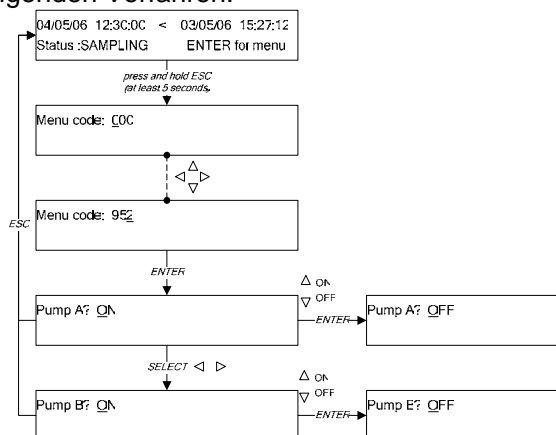 lgenden Verfahren:
04/05/06 12:30:00 < 03/05/06 15:27:12
Status :SAMPLING ENTER for menu
press and hold ESC
(at least 5 seconds)
Menu code: 000
Menu code: 952
ESC
ENTER
Pump A? ON
△ ON
▽ OFF
ENTER
Pump A? OFF
SELECT ◁ ▷
Pump B? ON
△ ON
▽ OFF
ENTER
Pump B? OFF